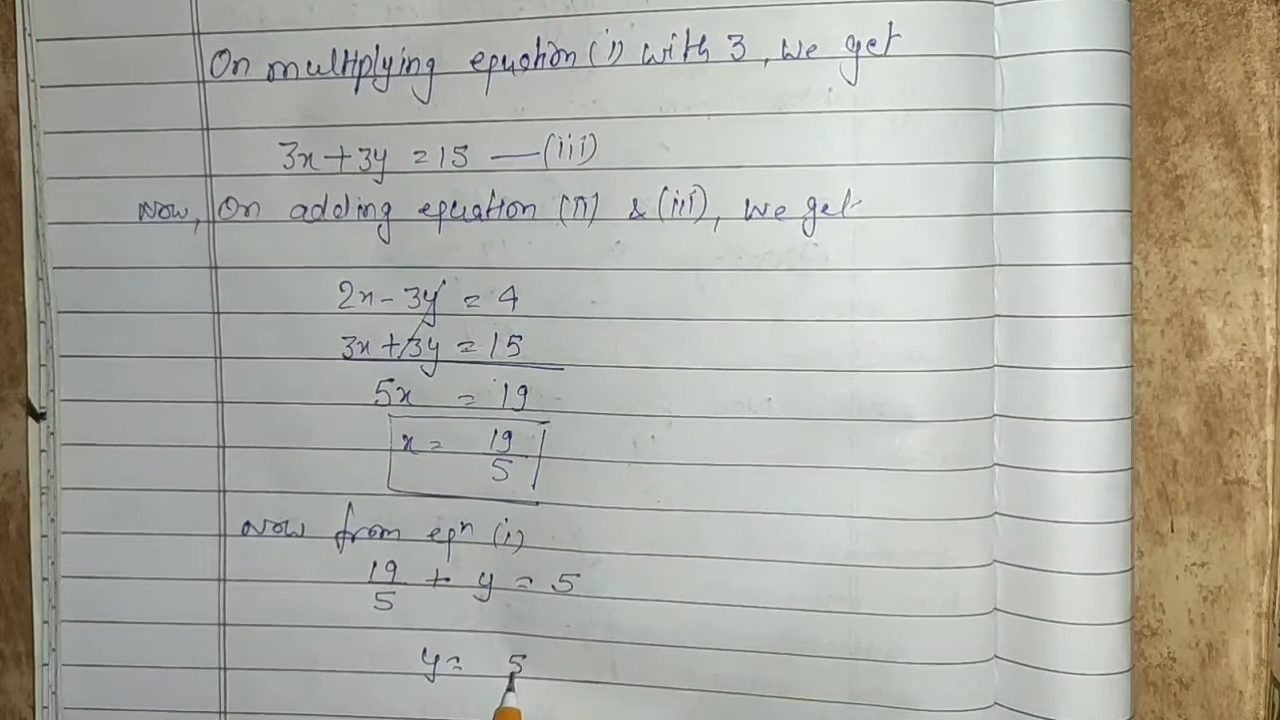 On multiplying equation (i) with 3, we get
3x + 3y = 15 —(iii)
Now, On adding equation (ii) & (iii), we get
2x - 3y = 4
3x + 3y = 15
5x = 19
x = 19/5
Now from eqn (i)
19/5 + y = 5
y = 5